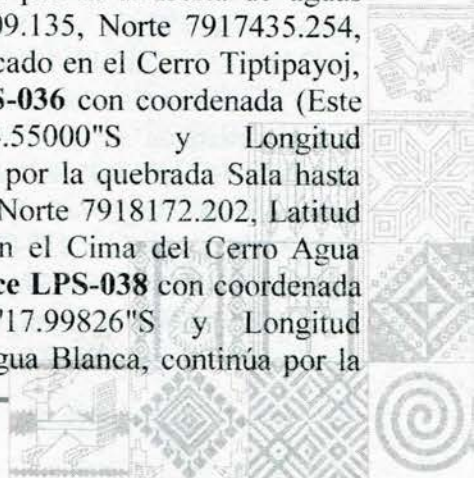 09.135, Norte 7917435.254,
cado en el Cerro Tiptipayoj,
S-036 con coordenada (Este
.55000"S y Longitud
por la quebrada Sala hasta
Norte 7918172.202, Latitud
n el Cima del Cerro Agua
ce LPS-038 con coordenada
'17.99826"S y Longitud
gua Blanca, continúa por la